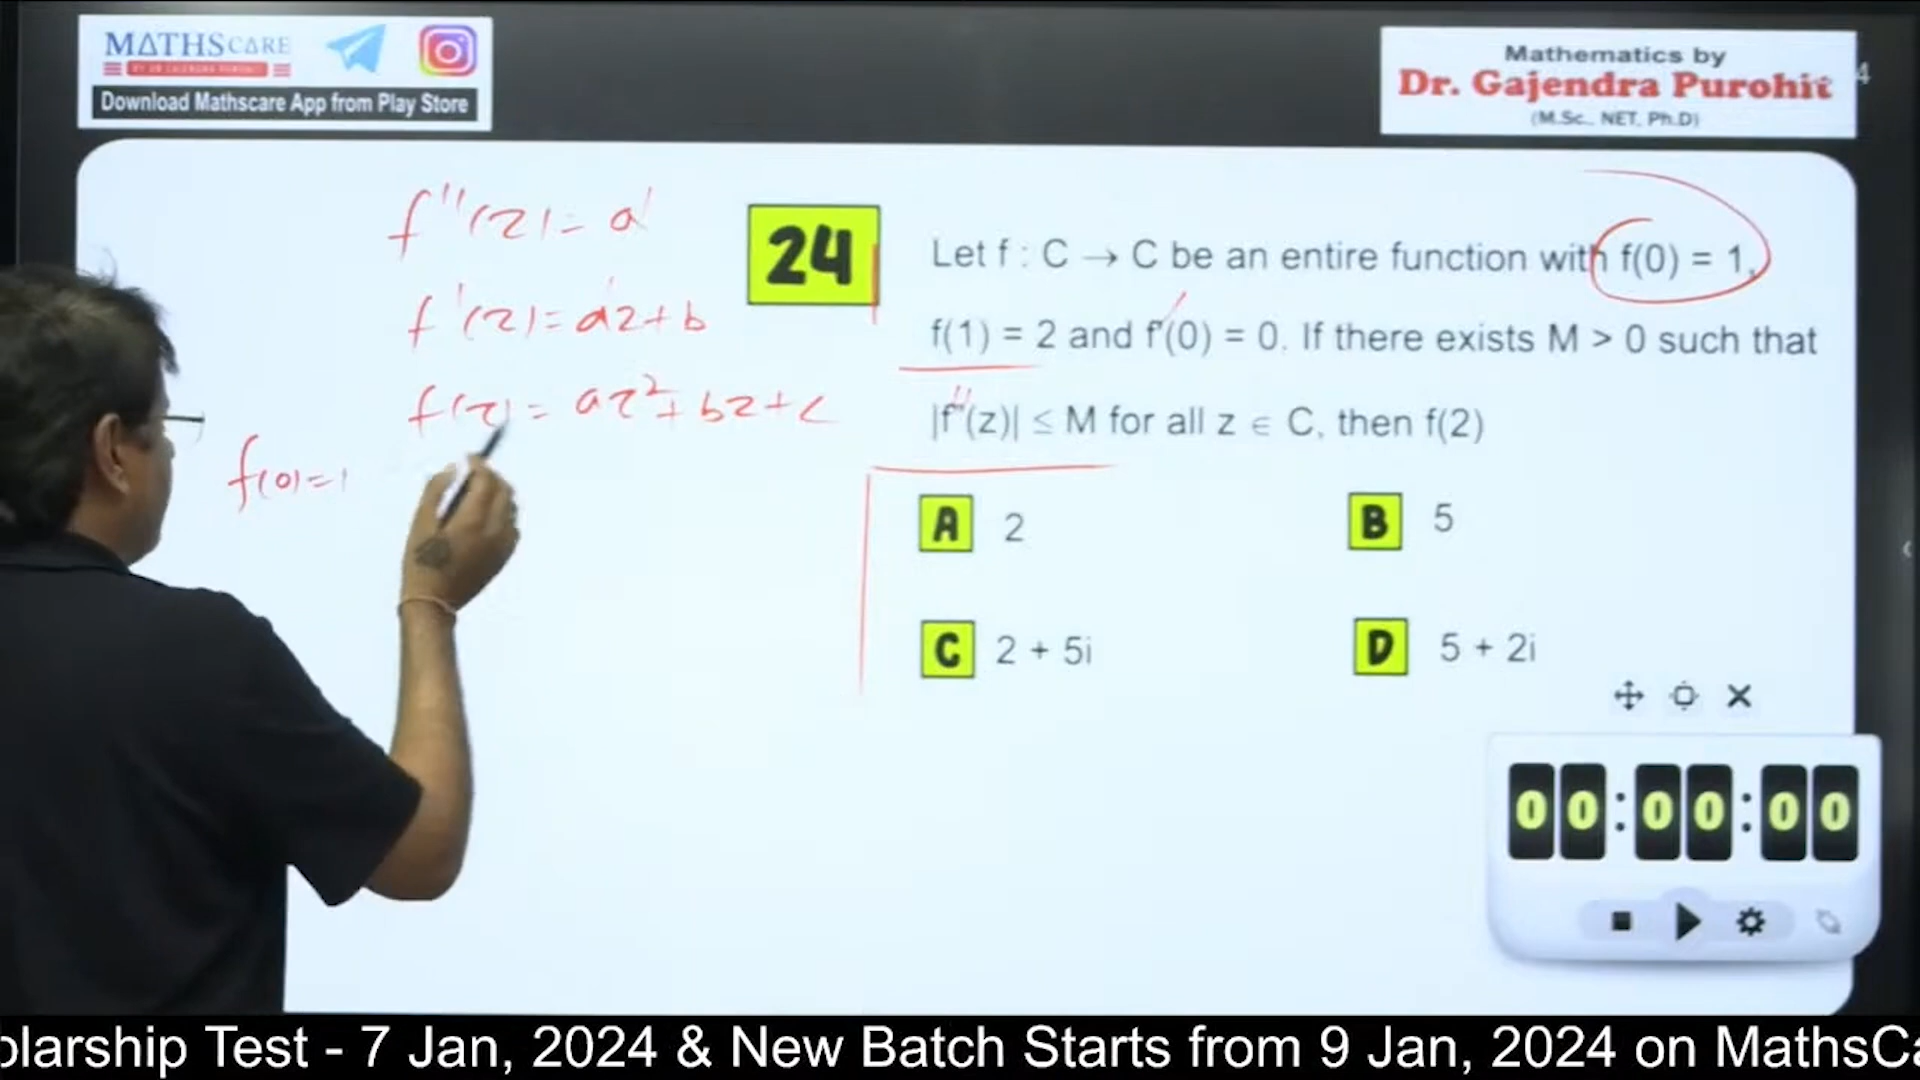 MATHSCARE
Download Mathscare App from Play Store
Mathematics by
Dr. Gajendra Purohit
(M.Sc., NET, Ph.D)
4
f''(z) = a'
f'(z) = a'z + b
f(z) = az² + bz + c
f(0) = 1
24
Let f : C → C be an entire function with f(0) = 1,
f(1) = 2 and f'(0) = 0. If there exists M > 0 such that
|f''(z)| ≤ M for all z ∈ C, then f(2)
A 2
B 5
C 2 + 5i
D 5 + 2i
00:00:00
olarship Test - 7 Jan, 2024 & New Batch Starts from 9 Jan, 2024 on MathsCa